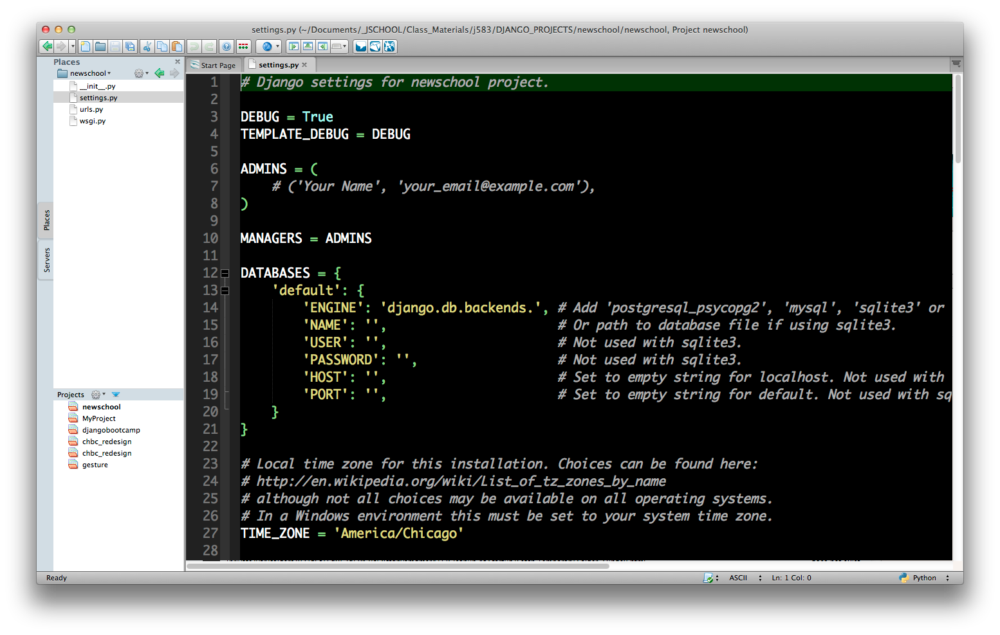 settings.py (~/Documents/_JSCHOOL/Class_Materials/j583/DJANGO_PROJECTS/newschool/newschool, Project newschool)
Places
newschool
__init__.py
settings.py
urls.py
wsgi.py
Places
Servers
Projects
newschool
MyProject
djangobootcamp
chbc_redesign
chbc_redesign
gesture
Start Page
settings.py
1 # Django settings for newschool project.
2
3 DEBUG = True
4 TEMPLATE_DEBUG = DEBUG
5
6 ADMINS = (
7     # ('Your Name', 'your_email@example.com'),
8 )
9
10 MANAGERS = ADMINS
11
12 DATABASES = {
13     'default': {
14         'ENGINE': 'django.db.backends.', # Add 'postgresql_psycopg2', 'mysql', 'sqlite3' or
15         'NAME': '',                      # Or path to database file if using sqlite3.
16         'USER': '',                      # Not used with sqlite3.
17         'PASSWORD': '',                  # Not used with sqlite3.
18         'HOST': '',                      # Set to empty string for localhost. Not used with
19         'PORT': '',                      # Set to empty string for default. Not used with sq
20     }
21 }
22
23 # Local time zone for this installation. Choices can be found here:
24 # http://en.wikipedia.org/wiki/List_of_tz_zones_by_name
25 # although not all choices may be available on all operating systems.
26 # In a Windows environment this must be set to your system time zone.
27 TIME_ZONE = 'America/Chicago'
28
Ready
ASCII
Ln: 1 Col: 0
Python